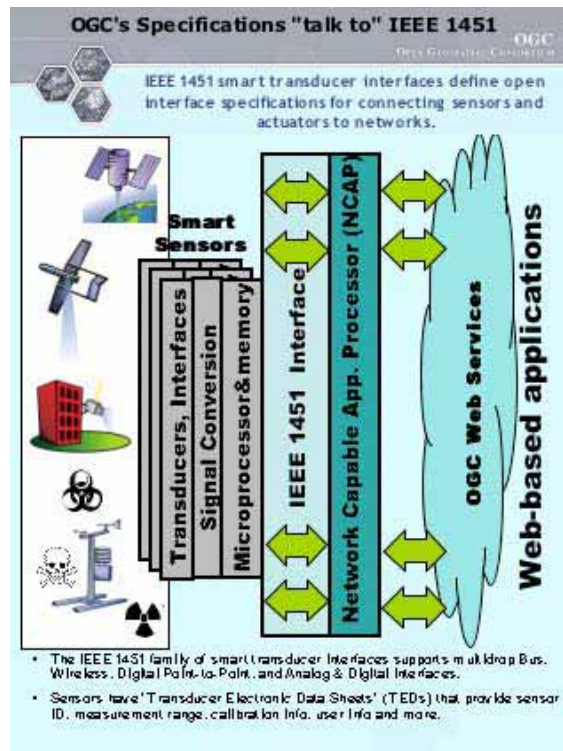 OGC's Specifications "talk to" IEEE 1451
OGC
OPEN GEOSPATIAL CONSORTIUM
IEEE 1451 smart transducer interfaces define open
interface specifications for connecting sensors and
actuators to networks.
Smart
Sensors
Transducers, Interfaces
Signal Conversion
Microprocessor&memory
IEEE 1451 Interface
Network Capable App. Processor (NCAP)
OGC Web Services
Web-based applications
• The IEEE 1451 family of smart transducer Interfaces supports multidrop Bus,
Wireless, Digital Point-to-Point, and Analog & Digital Interfaces.
• Sensors have 'Transducer Electronic Data Sheets' (TEDs) that provide sensor
ID, measurement range, calibration Info, user Info and more.